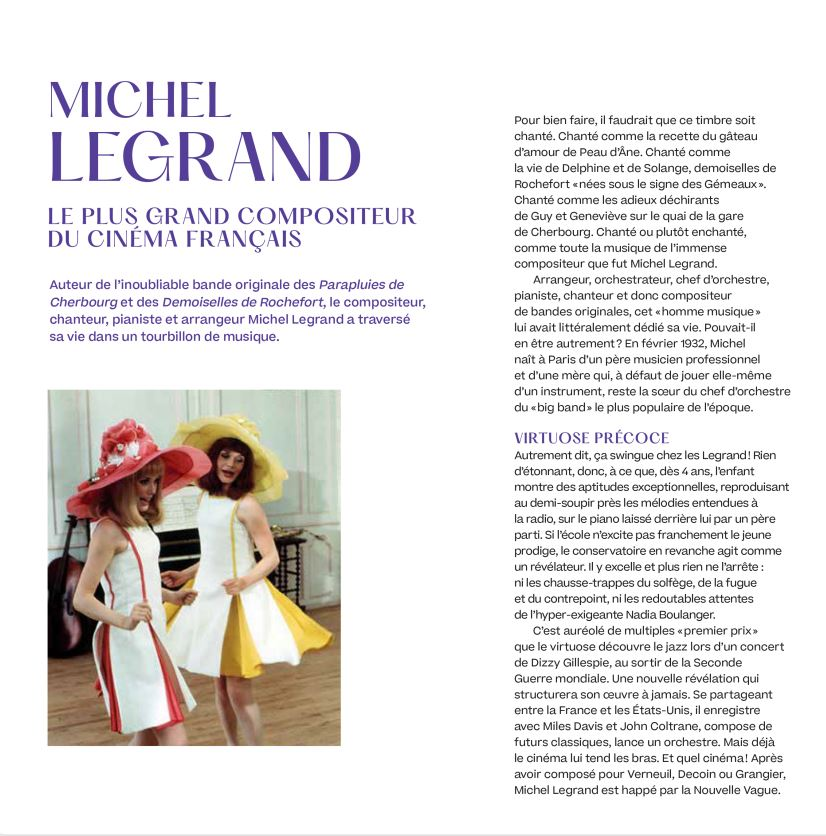 MICHEL
LEGRAND
LE PLUS GRAND COMPOSITEUR
DU CINÉMA FRANÇAIS
Auteur de l’inoubliable bande originale des Parapluies de
Cherbourg et des Demoiselles de Rochefort, le compositeur,
chanteur, pianiste et arrangeur Michel Legrand a traversé
sa vie dans un tourbillon de musique.
Pour bien faire, il faudrait que ce timbre soit
chanté. Chanté comme la recette du gâteau
d’amour de Peau d’Âne. Chanté comme
la vie de Delphine et de Solange, demoiselles de
Rochefort «nées sous le signe des Gémeaux».
Chanté comme les adieux déchirants
de Guy et Geneviève sur le quai de la gare
de Cherbourg. Chanté ou plutôt enchanté,
comme toute la musique de l’immense
compositeur que fut Michel Legrand.
Arrangeur, orchestrateur, chef d’orchestre,
pianiste, chanteur et donc compositeur
de bandes originales, cet «homme musique»
lui avait littéralement dédié sa vie. Pouvait-il
en être autrement? En février 1932, Michel
naît à Paris d’un père musicien professionnel
et d’une mère qui, à défaut de jouer elle-même
d’un instrument, reste la sœur du chef d’orchestre
du «big band» le plus populaire de l’époque.
VIRTUOSE PRÉCOCE
Autrement dit, ça swingue chez les Legrand! Rien
d’étonnant, donc, à ce que, dès 4 ans, l’enfant
montre des aptitudes exceptionnelles, reproduisant
au demi-soupir près les mélodies entendues à
la radio, sur le piano laissé derrière lui par un père
parti. Si l’école n’excite pas franchement le jeune
prodige, le conservatoire en revanche agit comme
un révélateur. Il y excelle et plus rien ne l’arrête :
ni les chausse-trappes du solfège, de la fugue
et du contrepoint, ni les redoutables attentes
de l’hyper-exigeante Nadia Boulanger.
C’est auréolé de multiples «premier prix»
que le virtuose découvre le jazz lors d’un concert
de Dizzy Gillespie, au sortir de la Seconde
Guerre mondiale. Une nouvelle révélation qui
structurera son œuvre à jamais. Se partageant
entre la France et les États-Unis, il enregistre
avec Miles Davis et John Coltrane, compose de
futurs classiques, lance un orchestre. Mais déjà
le cinéma lui tend les bras. Et quel cinéma! Après
avoir composé pour Verneuil, Decoin ou Grangier,
Michel Legrand est happé par la Nouvelle Vague.